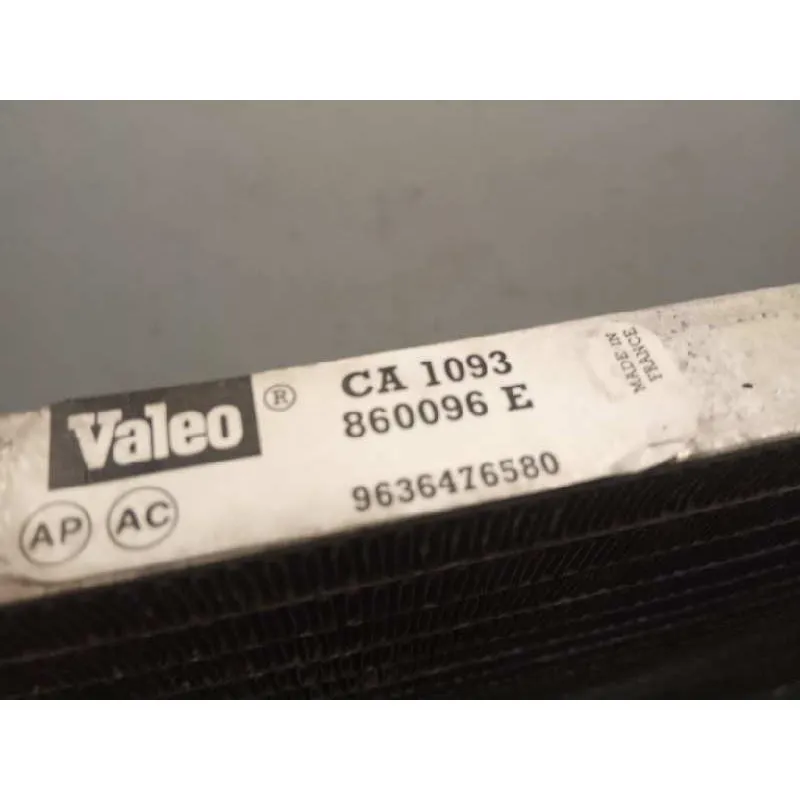 Valeo®
CA 1093
860096 E
9636476580
AP AC
MADE IN
FRANCE